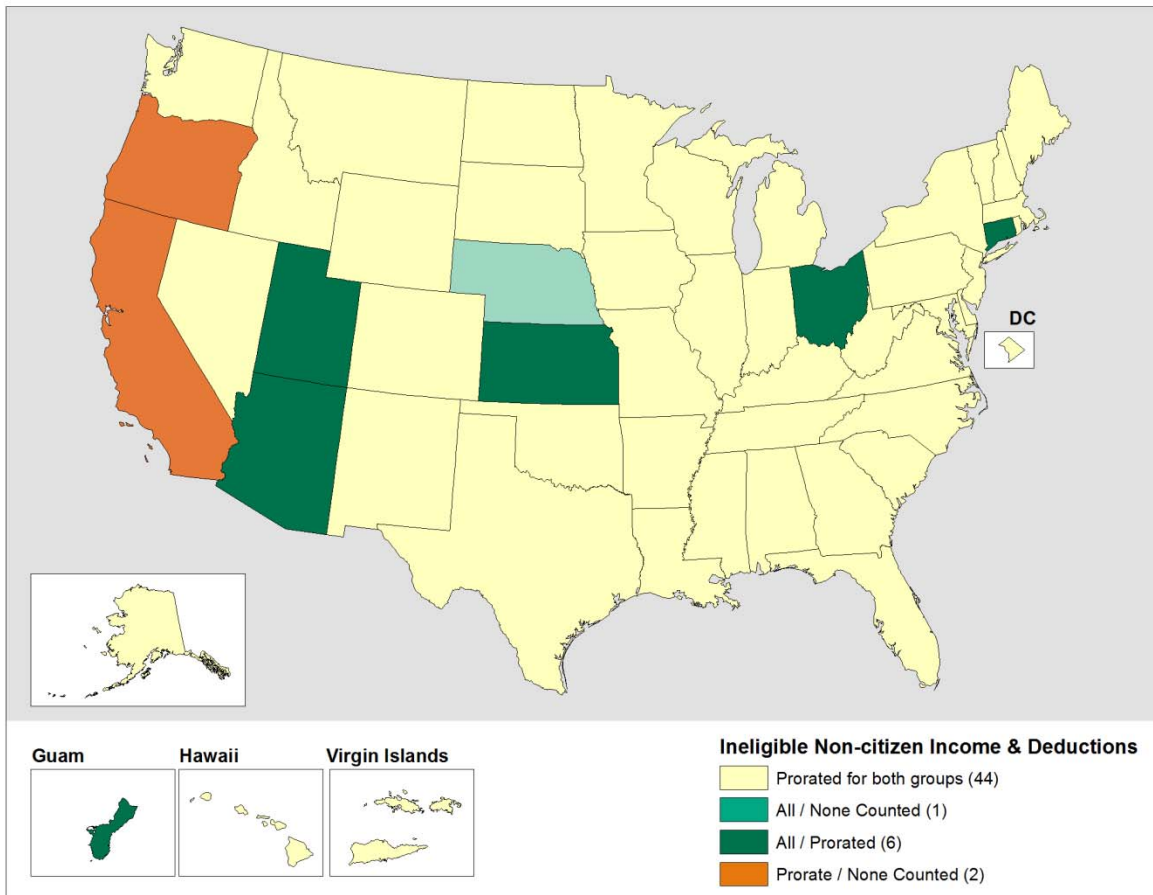 DC
Guam
Hawaii
Virgin Islands
Ineligible Non-citizen Income & Deductions
Prorated for both groups (44)
All / None Counted (1)
All / Prorated (6)
Prorate / None Counted (2)